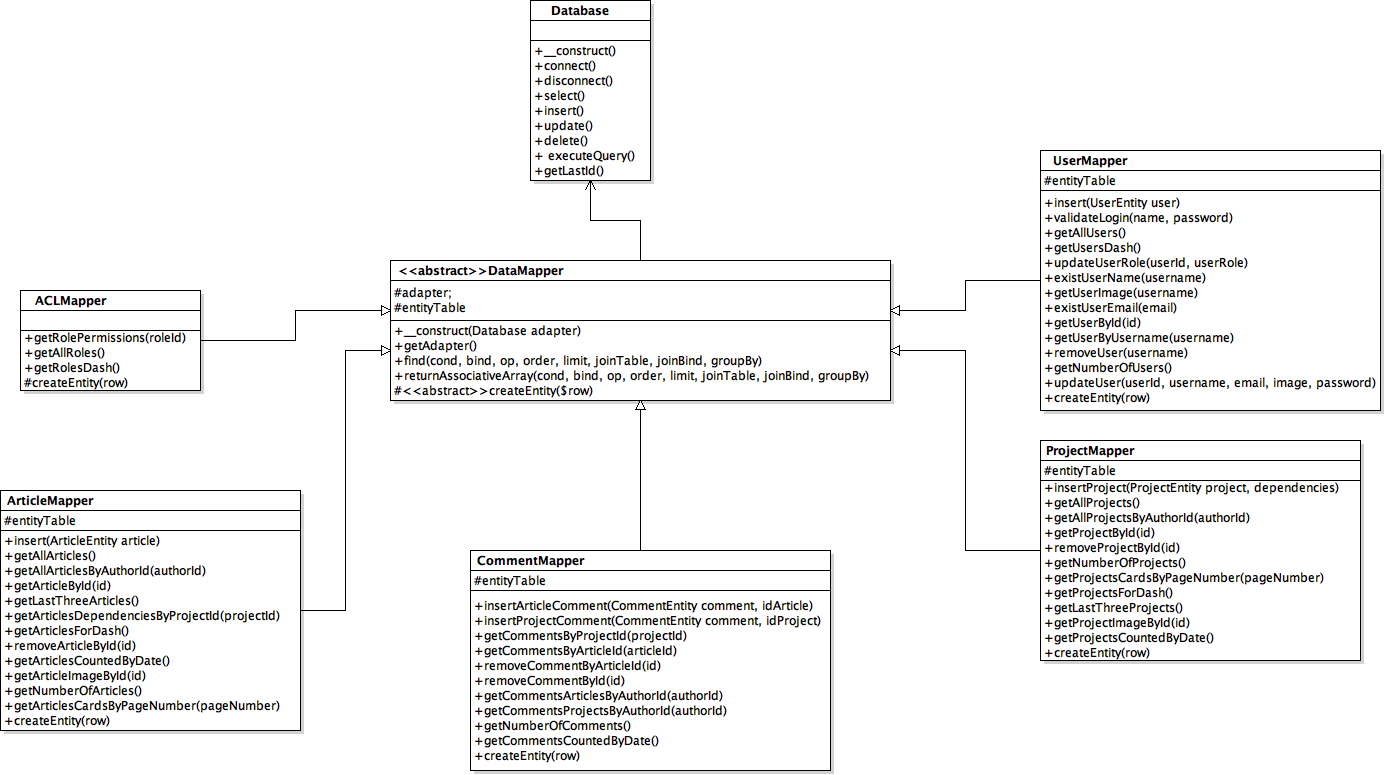 Database
+__construct()
+connect()
+disconnect()
+select()
+insert()
+update()
+delete()
+ executeQuery()
+getLastId()
UserMapper
#entityTable
+insert(UserEntity user)
+validateLogin(name, password)
+getAllUsers()
+getUsersDash()
+updateUserRole(userId, userRole)
+existUserName(username)
+getUserImage(username)
+existUserEmail(email)
+getUserById(id)
+getUserByUsername(username)
+removeUser(username)
+getNumberOfUsers()
+updateUser(userId, username, email, image, password)
+createEntity(row)
<<abstract>>DataMapper
#adapter;
#entityTable
+__construct(Database adapter)
+getAdapter()
+find(cond, bind, op, order, limit, joinTable, joinBind, groupBy)
+returnAssociativeArray(cond, bind, op, order, limit, joinTable, joinBind, groupBy)
#<<abstract>>createEntity($row)
ACLMapper
+getRolePermissions(roleId)
+getAllRoles()
+getRolesDash()
#createEntity(row)
ProjectMapper
#entityTable
+insertProject(ProjectEntity project, dependencies)
+getAllProjects()
+getAllProjectsByAuthorId(authorId)
+getProjectById(id)
+removeProjectById(id)
+getNumberOfProjects()
+getProjectsCardsByPageNumber(pageNumber)
+getProjectsForDash()
+getLastThreeProjects()
+getProjectImageById(id)
+getProjectsCountedByDate()
+createEntity(row)
ArticleMapper
#entityTable
+insert(ArticleEntity article)
+getAllArticles()
+getAllArticlesByAuthorId(authorId)
+getArticleById(id)
+getLastThreeArticles()
+getArticlesDependenciesByProjectId(projectId)
+getArticlesForDash()
+removeArticleById(id)
+getArticlesCountedByDate()
+getArticleImageById(id)
+getNumberOfArticles()
+getArticlesCardsByPageNumber(pageNumber)
+createEntity(row)
CommentMapper
#entityTable
+insertArticleComment(CommentEntity comment, idArticle)
+insertProjectComment(CommentEntity comment, idProject)
+getCommentsByProjectId(projectId)
+getCommentsByArticleId(articleId)
+removeCommentByArticleId(id)
+removeCommentById(id)
+getCommentsArticlesByAuthorId(authorId)
+getCommentsProjectsByAuthorId(authorId)
+getNumberOfComments()
+getCommentsCountedByDate()
+createEntity(row)